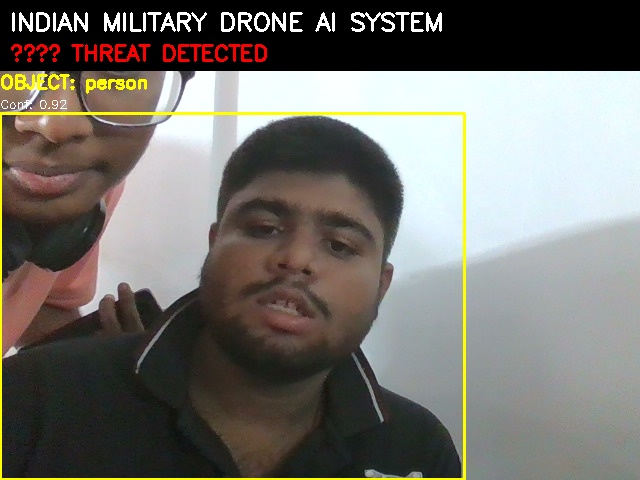 INDIAN MILITARY DRONE AI SYSTEM
???? THREAT DETECTED
OBJECT: person
Conf: 0.92